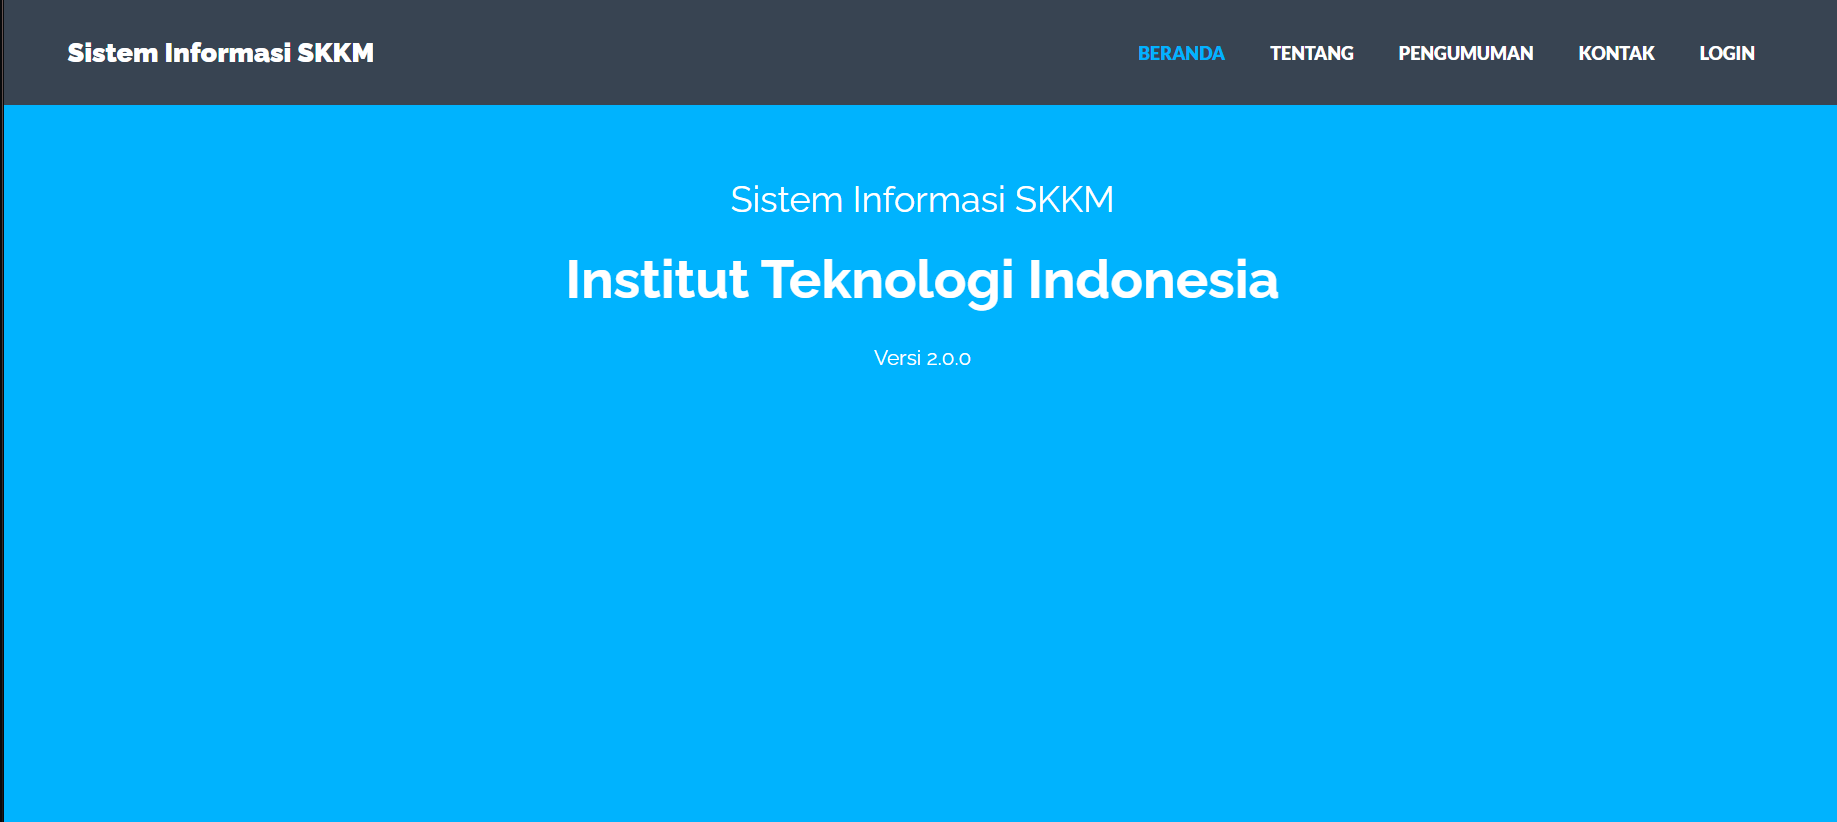 Sistem Informasi SKKM
BERANDA TENTANG PENGUMUMAN KONTAK LOGIN
Sistem Informasi SKKM
Institut Teknologi Indonesia
Versi 2.0.0